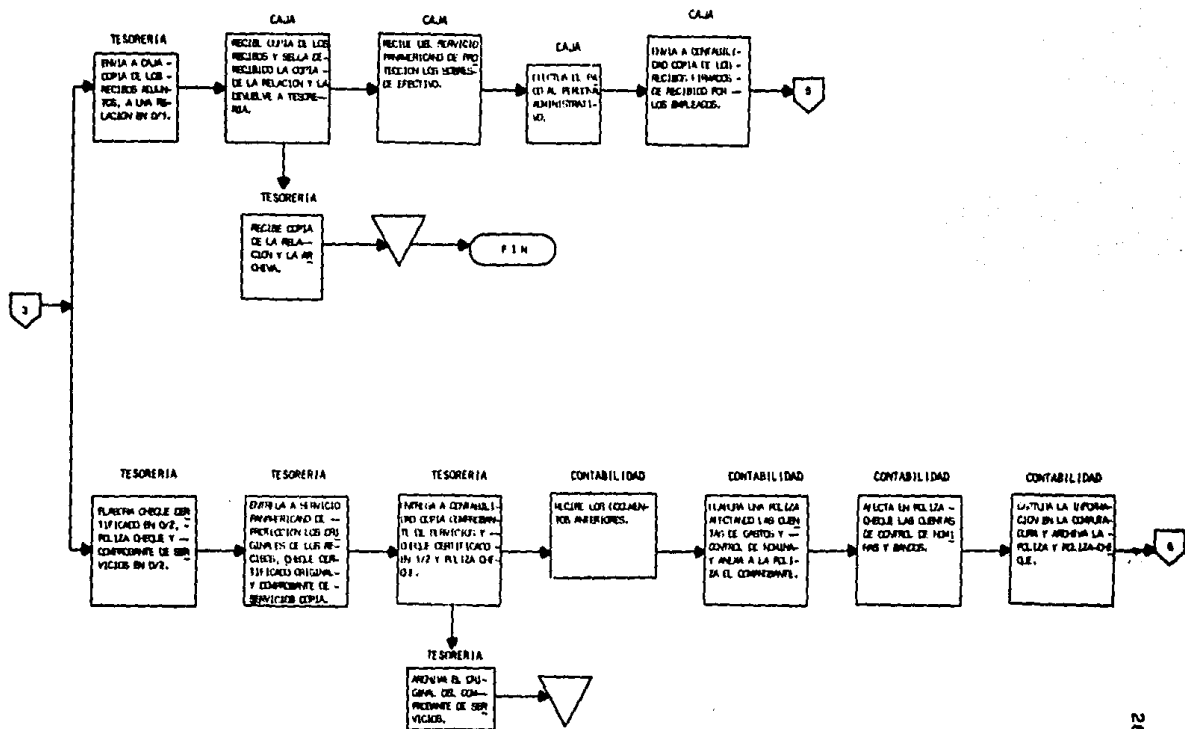 CAJA
CAJA
CAJA
TESORERIA
CAJA
ENVIA A CAJA
COPIA DE LOS -
RECIBOS ADJUN-
TOS, A UNA RE-
LACION EN 0/1.
RECIBE COPIA DE LOS
RECIBOS Y SELLA DE-
RECIBIDO LA COPIA -
DE LA RELACION Y LA
DEVUELVE A TESORE-
RIA.
RECIBE DEL SERVICIO
PANAMERICANO DE PRO
TECCION LOS SOBRES-
DE EFECTIVO.
EFECTUA EL PA
GO AL PERSONAL
ADMINISTRATI-
VO.
ENVIA A CONTABILI-
DAD COPIA DE LOS-
RECIBOS FIRMADOS -
DE RECIBIDO POR -
LOS EMPLEADOS.
5
TESORERIA
RECIBE COPIA
DE LA RELA-
CION Y LA AR
CHIVA.
F I N
3
TESORERIA
TESORERIA
TESORERIA
CONTABILIDAD
CONTABILIDAD
CONTABILIDAD
CONTABILIDAD
ELABORA CHEQUE CER
TIFICADO EN 0/2, -
POLIZA CHEQUE Y -
COMPROBANTE DE SER
VICIOS EN 0/2.
ENTREGA A SERVICIO
PANAMERICANO DE -
PROTECCION LOS ORI
GINALES DE LOS RE-
CIBOS, CHEQUE CER-
TIFICADO ORIGINAL-
Y COMPROBANTE DE -
SERVICIOS COPIA.
ENTREGA A CONTABILI-
DAD COPIA COMPROBAN-
TE DE SERVICIOS Y -
CHEQUE CERTIFICADO
EN 1/2 Y POLIZA CHE-
QUE.
RECIBE LOS DOCUMEN
TOS ANTERIORES.
ELABORA UNA POLIZA
AFECTANDO LAS CUEN
TAS DE GASTOS Y -
CONTROL DE NOMINA-
Y ANEXA A LA POLI-
ZA EL COMPROBANTE.
AFECTA EN POLIZA -
CHEQUE LAS CUENTAS
DE CONTROL DE NOMI
NAS Y BANCOS.
CAPTURA LA INFORMA-
CION EN LA COMPUTA-
DORA Y ARCHIVA LA -
POLIZA Y POLIZA-CHE
QUE.
6
TESORERIA
ARCHIVA EL ORI-
GINAL DEL COM-
PROBANTE DE SER
VICIOS.